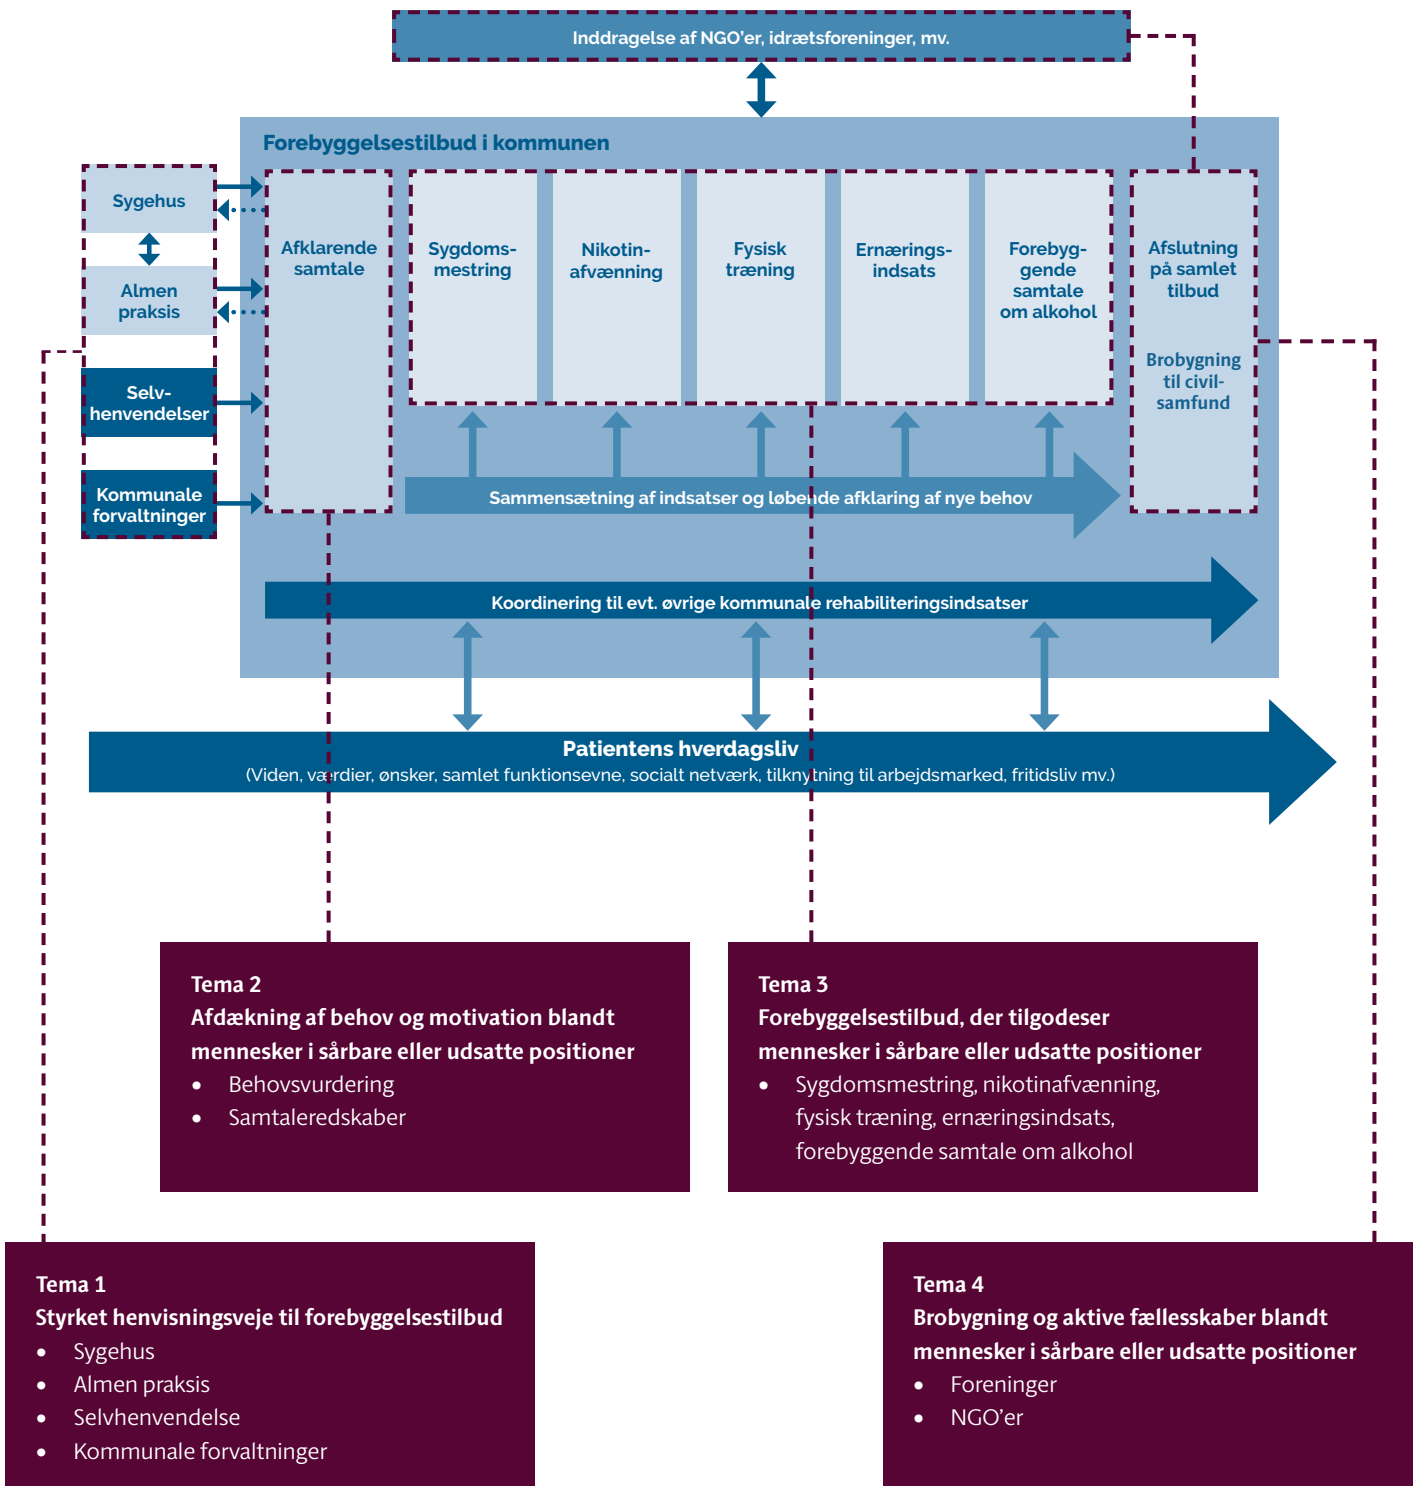 Inddragelse af NGO’er, idrætsforeninger, mv.
Forebyggelsestilbud i kommunen
Sygehus
Almen
praksis
Selv-
henvendelser
Kommunale
forvaltninger
Afklarende
samtale
Sygdoms-
mestring
Nikotin-
afvænning
Fysisk
træning
Ernærings-
indsats
Forebyg-
gende
samtale
om alkohol
Afslutning
på samlet
tilbud
Brobygning
til civil-
samfund
Sammensætning af indsatser og løbende afklaring af nye behov
Koordinering til evt. øvrige kommunale rehabiliteringsindsatser
Patientens hverdagsliv
(Viden, værdier, ønsker, samlet funktionsevne, socialt netværk, tilknytning til arbejdsmarked, fritidsliv mv.)
Tema 2
Afdækning af behov og motivation blandt
mennesker i sårbare eller udsatte positioner
• Behovsvurdering
• Samtaleredskaber
Tema 3
Forebyggelsestilbud, der tilgodeser
mennesker i sårbare eller udsatte positioner
• Sygdomsmestring, nikotinafvænning,
fysisk træning, ernæringsindsats,
forebyggende samtale om alkohol
Tema 1
Styrket henvisningsveje til forebyggelsestilbud
• Sygehus
• Almen praksis
• Selvhenvendelse
• Kommunale forvaltninger
Tema 4
Brobygning og aktive fællesskaber blandt
mennesker i sårbare eller udsatte positioner
• Foreninger
• NGO’er